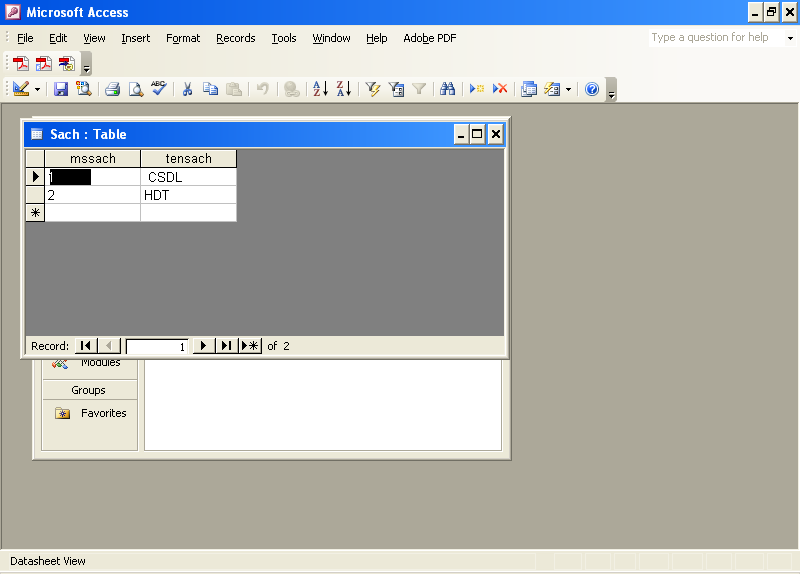 Microsoft Access
File Edit View Insert Format Records Tools Window Help Adobe PDF Type a question for help
Sach : Table
mssach tensach
1 CSDL
2 HDT
Record: 1 of 2
Modules
Groups
Favorites
Datasheet View